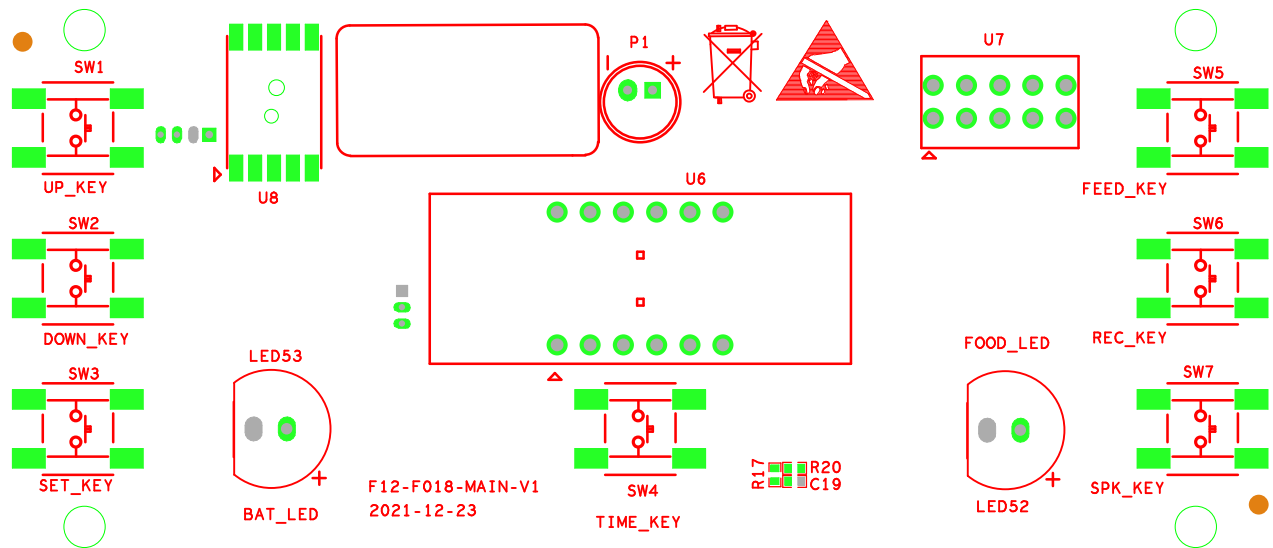 P1
U7
SW1
SW5
UP_KEY
U8
U6
FEED_KEY
SW2
SW6
DOWN_KEY
REC_KEY
LED53
FOOD_LED
SW3
SW7
SET_KEY
F12-F018-MAIN-V1
2021-12-23
BAT_LED
SW4
TIME_KEY
R17
R20
C19
SPK_KEY
LED52